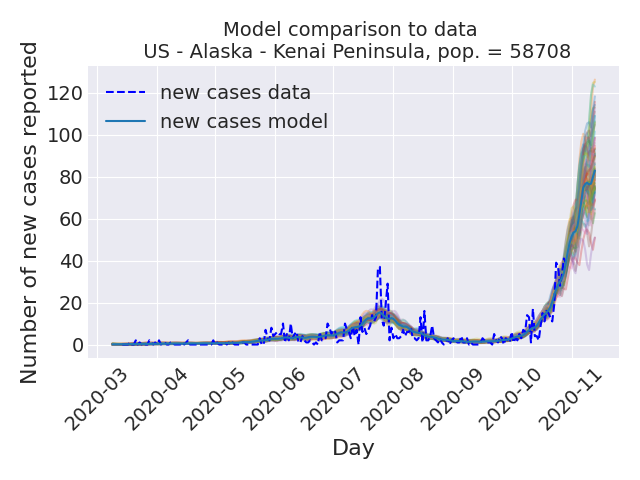 Model comparison to data
US - Alaska - Kenai Peninsula, pop. = 58708
Number of new cases reported
120
100
80
60
40
20
0
new cases data
new cases model
2020-03
2020-04
2020-05
2020-06
2020-07
2020-08
2020-09
2020-10
2020-11
Day